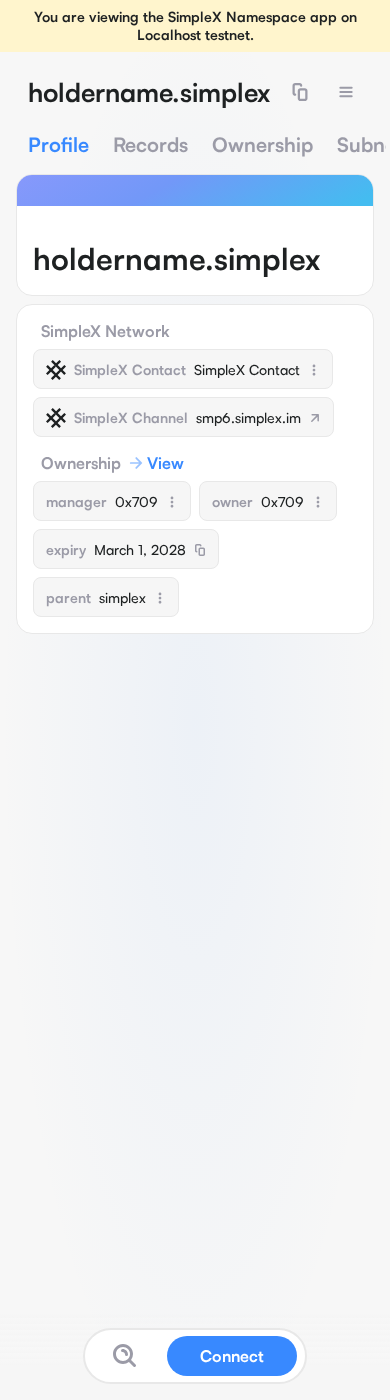 You are viewing the SimpleX Namespace app on
Localhost testnet.
holdername.simplex
Profile Records Ownership Subn
holdername.simplex
SimpleX Network
SimpleX Contact SimpleX Contact
SimpleX Channel smp6.simplex.im
Ownership View
manager 0x709 owner 0x709
expiry March 1, 2028
parent simplex
Connect